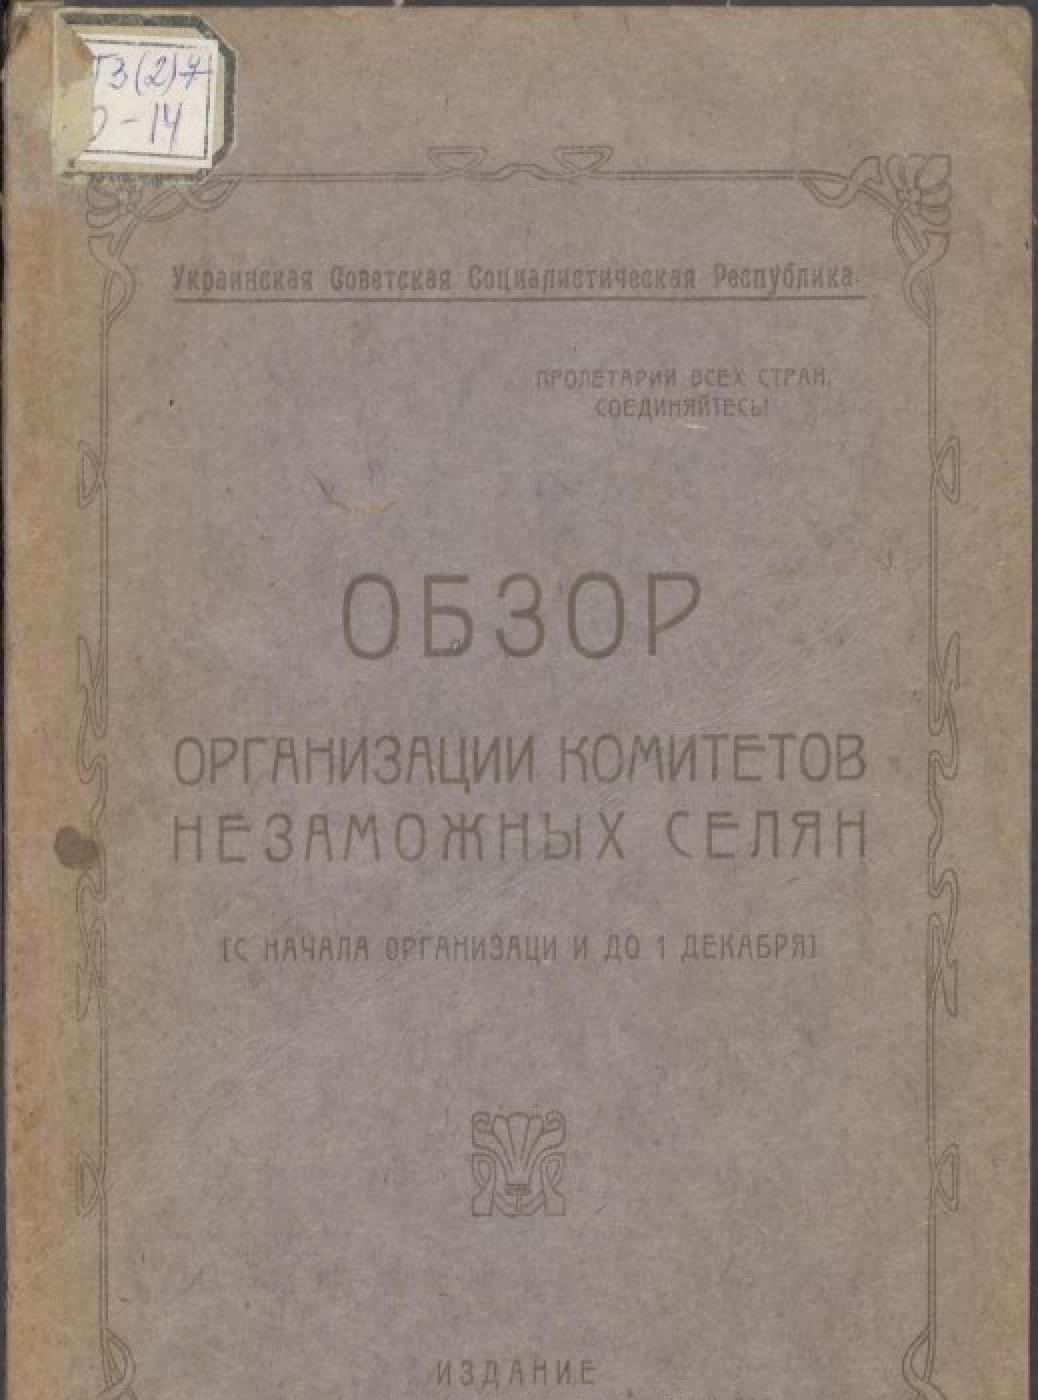 ТЗ(2)7
О-14
Украинская Советская Социалистическая Республика.
ПРОЛЕТАРИИ ВСЕХ СТРАН,
СОЕДИНЯЙТЕСЬ!
ОБЗОР
ОРГАНИЗАЦИИ КОМИТЕТОВ
НЕЗАМОЖНЫХ СЕЛЯН
[С НАЧАЛА ОРГАНИЗАЦИ И ДО 1 ДЕКАБРЯ]
ИЗДАНИЕ